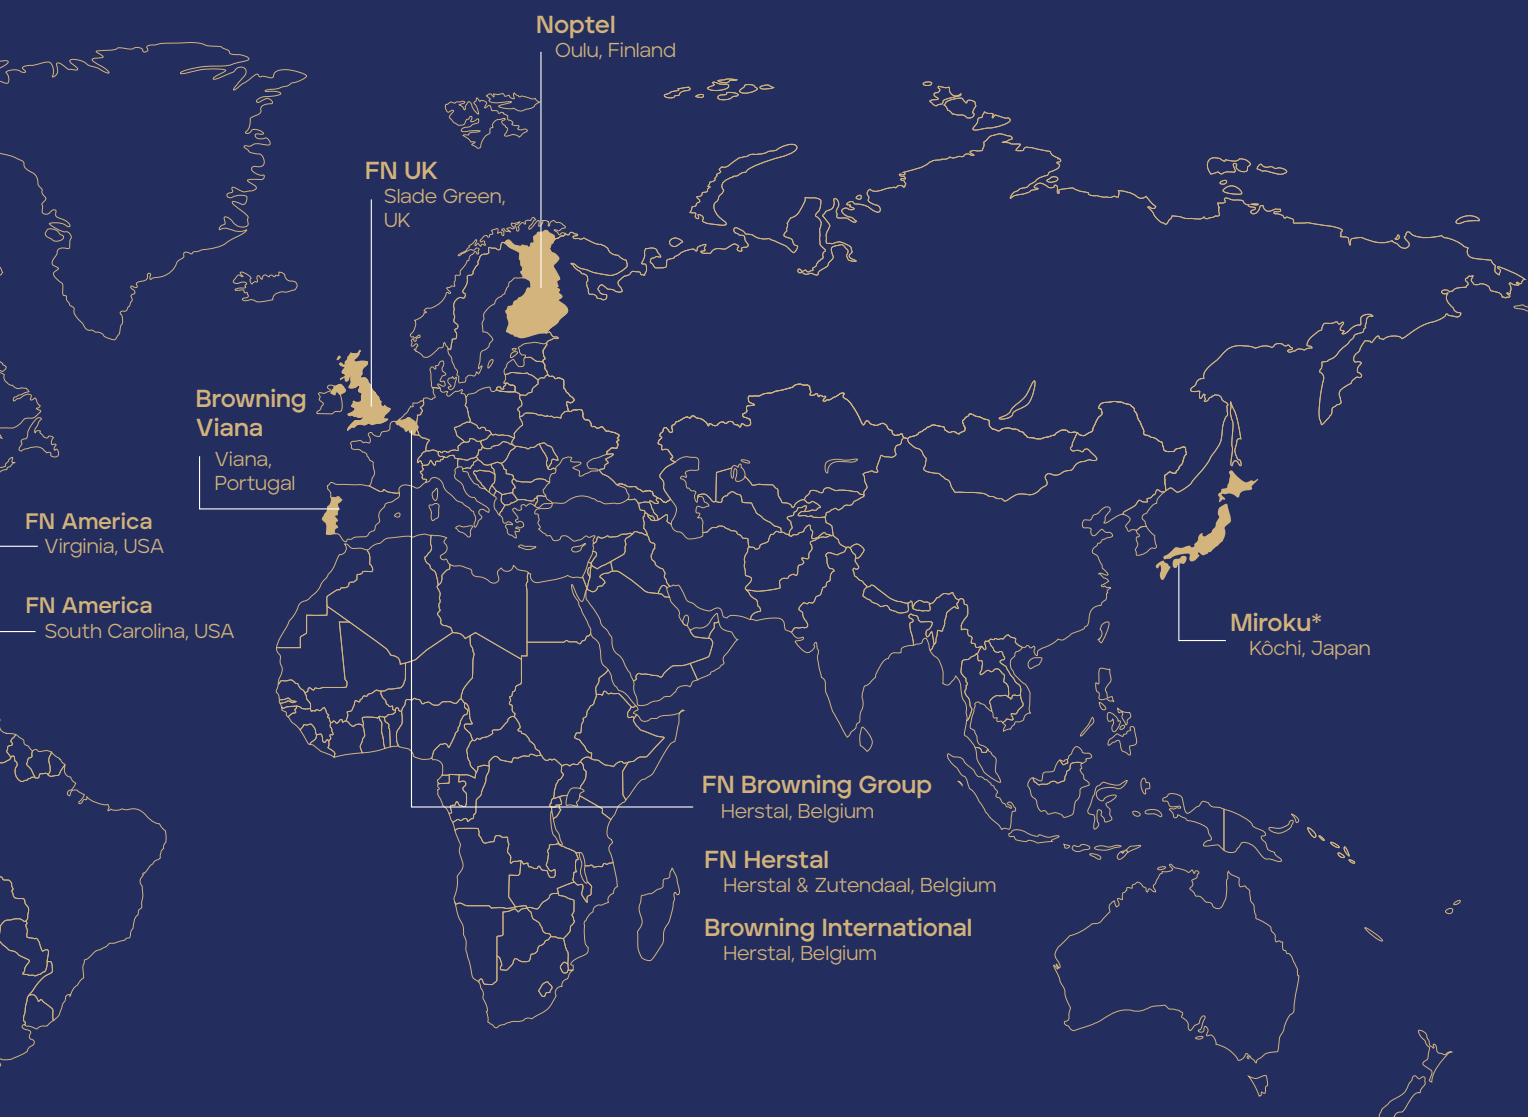 Noptel
Oulu, Finland
FN UK
Slade Green,
UK
Browning
Viana
Viana,
Portugal
FN America
Virginia, USA
FN America
South Carolina, USA
Miroku*
Kôchi, Japan
FN Browning Group
Herstal, Belgium
FN Herstal
Herstal & Zutendaal, Belgium
Browning International
Herstal, Belgium